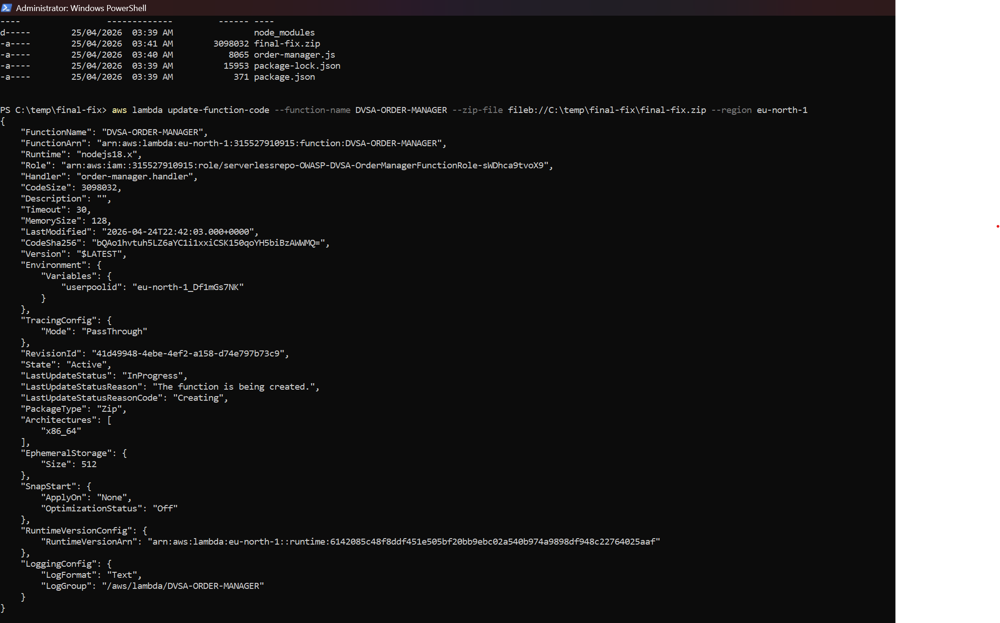 Administrator: Windows PowerShell
----                 -------------         ------ ----
d-----        25/04/2026  03:39 AM                node_modules
-a----        25/04/2026  03:41 AM        3098032 final-fix.zip
-a----        25/04/2026  03:40 AM           8065 order-manager.js
-a----        25/04/2026  03:39 AM          15953 package-lock.json
-a----        25/04/2026  03:39 AM            371 package.json
PS C:\temp\final-fix> aws lambda update-function-code --function-name DVSA-ORDER-MANAGER --zip-file fileb://C:\temp\final-fix\final-fix.zip --region eu-north-1
{
    "FunctionName": "DVSA-ORDER-MANAGER",
    "FunctionArn": "arn:aws:lambda:eu-north-1:315527910915:function:DVSA-ORDER-MANAGER",
    "Runtime": "nodejs18.x",
    "Role": "arn:aws:iam::315527910915:role/serverlessrepo-OWASP-DVSA-OrderManagerFunctionRole-sWDhca9tvoX9",
    "Handler": "order-manager.handler",
    "CodeSize": 3098032,
    "Description": "",
    "Timeout": 30,
    "MemorySize": 128,
    "LastModified": "2026-04-24T22:42:03.000+0000",
    "CodeSha256": "bQAo1hvtuh5LZ6aYC1i1xxiCSK150qoYH5biBzAWWMQ=",
    "Version": "$LATEST",
    "Environment": {
        "Variables": {
            "userpoolid": "eu-north-1_Df1mGs7NK"
        }
    },
    "TracingConfig": {
        "Mode": "PassThrough"
    },
    "RevisionId": "41d49948-4ebe-4ef2-a158-d74e797b73c9",
    "State": "Active",
    "LastUpdateStatus": "InProgress",
    "LastUpdateStatusReason": "The function is being created.",
    "LastUpdateStatusReasonCode": "Creating",
    "PackageType": "Zip",
    "Architectures": [
        "x86_64"
    ],
    "EphemeralStorage": {
        "Size": 512
    },
    "SnapStart": {
        "ApplyOn": "None",
        "OptimizationStatus": "Off"
    },
    "RuntimeVersionConfig": {
        "RuntimeVersionArn": "arn:aws:lambda:eu-north-1::runtime:6142085c48f8ddf451e505bf20bb9ebc02a540b974a9898df948c22764025aaf"
    },
    "LoggingConfig": {
        "LogFormat": "Text",
        "LogGroup": "/aws/lambda/DVSA-ORDER-MANAGER"
    }
}